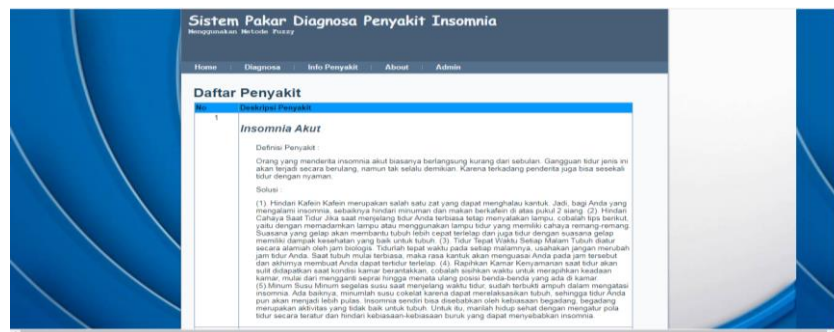 Sistem Pakar Diagnosa Penyakit Insomnia
Menggunakan Metode Fuzzy
Home Diagnosa Info Penyakit About Admin
Daftar Penyakit
No Deskripsi Penyakit
1
Insomnia Akut
Definisi Penyakit :
Orang yang menderita insomnia akut biasanya berlangsung kurang dari sebulan. Gangguan tidur jenis ini
akan terjadi secara berulang, namun tak selalu demikian. Karena terkadang penderita juga bisa sesekali
tidur dengan nyaman.
Solusi :
(1). Hindari Kafein Kafein merupakan salah satu zat yang dapat menghalau kantuk. Jadi, bagi Anda yang
mengalami insomnia, sebaiknya hindari minuman dan makan berkafein di atas pukul 2 siang. (2). Hindari
Cahaya Saat Tidur Jika saat menjelang tidur Anda terbiasa tetap menyalakan lampu, cobalah tips berikut,
yaitu dengan memadamkan lampu atau menggunakan lampu tidur yang memiliki cahaya remang-remang.
Suasana yang gelap akan membantu tubuh lebih cepat terlelap dan juga tidur dengan suasana gelap
memiliki dampak kesehatan yang baik untuk tubuh. (3). Tidur Tepat Waktu Setiap Malam Tubuh diatur
secara alamiah oleh jam biologis. Tidurlah tepat waktu pada setiap malamnya, usahakan jangan merubah
jam tidur Anda. Saat tubuh mulai terbiasa, maka rasa kantuk akan menguasai Anda pada jam tersebut
dan akhirnya membuat Anda dapat tertidur terlelap. (4). Rapihkan Kamar Kenyamanan saat tidur akan
sulit didapatkan saat kondisi kamar berantakkan, cobalah sisihkan waktu untuk merapihkan keadaan
kamar, mulai dari mengganti seprai hingga menata ulang posisi benda-benda yang ada di kamar
(5).Minum Susu Minum segelas susu saat menjelang waktu tidur, sudah terbukti ampuh dalam mengatasi
insomnia. Ada baiknya, minumlah susu cokelat karena dapat merelaksasikan tubuh, sehingga tidur Anda
pun akan menjadi lebih pulas. Insomnia sendiri bisa disebabkan oleh kebiasaan begadang, begadang
merupakan aktivitas yang tidak baik untuk tubuh. Untuk itu, marilah hidup sehat dengan mengatur pola
tidur secara teratur dan hindari kebiasaan-kebiasaan buruk yang dapat menyebabkan insomnia.